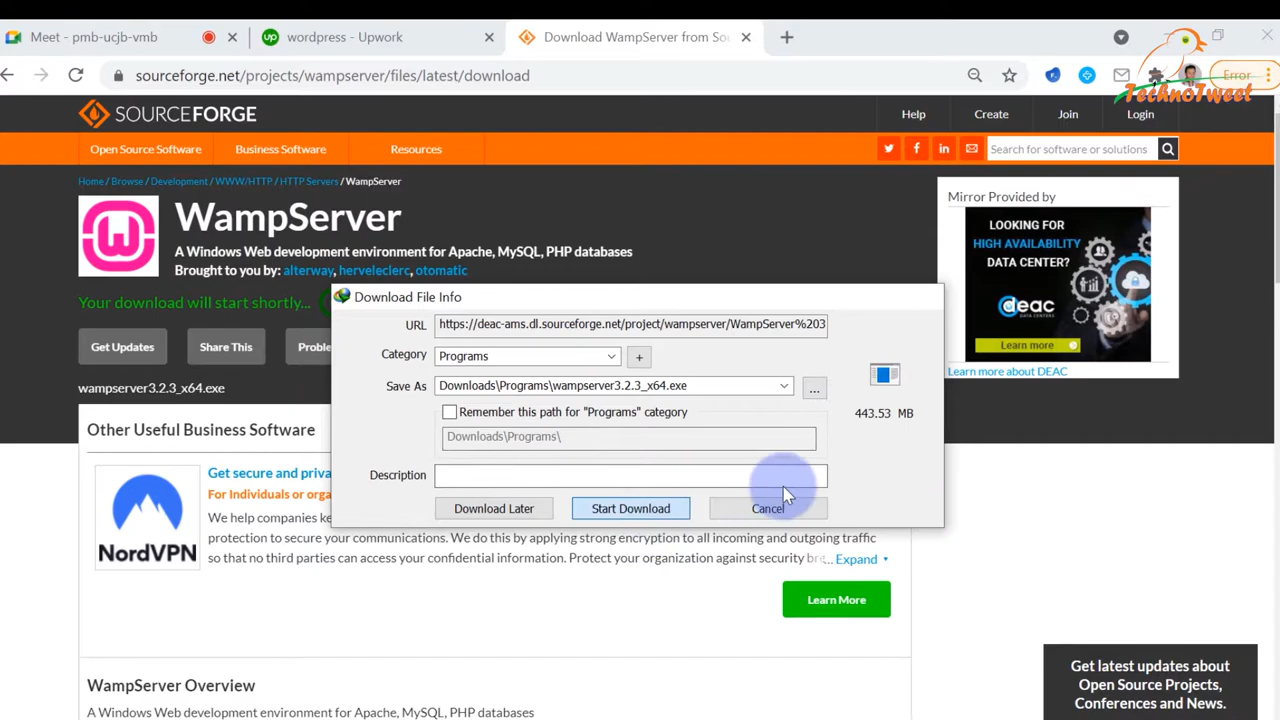 Meet - pmb-ucjb-vmb
wordpress - Upwork
Download WampServer from Sou
sourceforge.net/projects/wampserver/files/latest/download
Error
TechnoTweet
SOURCEFORGE
Help
Create
Join
Login
Open Source Software
Business Software
Resources
Search for software or solutions
Home / Browse / Development / WWW/HTTP / HTTP Servers / WampServer
WampServer
A Windows Web development environment for Apache, MySQL, PHP databases
Brought to you by: alterway, herveleclerc, otomatic
Your download will start shortly...
Get Updates
Share This
Proble
wampserver3.2.3_x64.exe
Mirror Provided by
LOOKING FOR
HIGH AVAILABILITY
DATA CENTER?
deac
DATA CENTERS
Learn more
Learn more about DEAC
Download File Info
URL
https://deac-ams.dl.sourceforge.net/project/wampserver/WampServer%203
Category
Programs
+
Save As
Downloads\Programs\wampserver3.2.3_x64.exe
...
443.53 MB
Remember this path for "Programs" category
Downloads\Programs\
Description
Download Later
Start Download
Cancel
Other Useful Business Software
NordVPN
Get secure and priva
For Individuals or orga
We help companies
protection to secure your communications. We do this by applying strong encryption to all incoming and outgoing traffic
so that no third parties can access your confidential information. Protect your organization against security bre...
Expand
Learn More
WampServer Overview
A Windows Web development environment for Apache, MySQL, PHP databases
Get latest updates about
Open Source Projects,
Conferences and News.